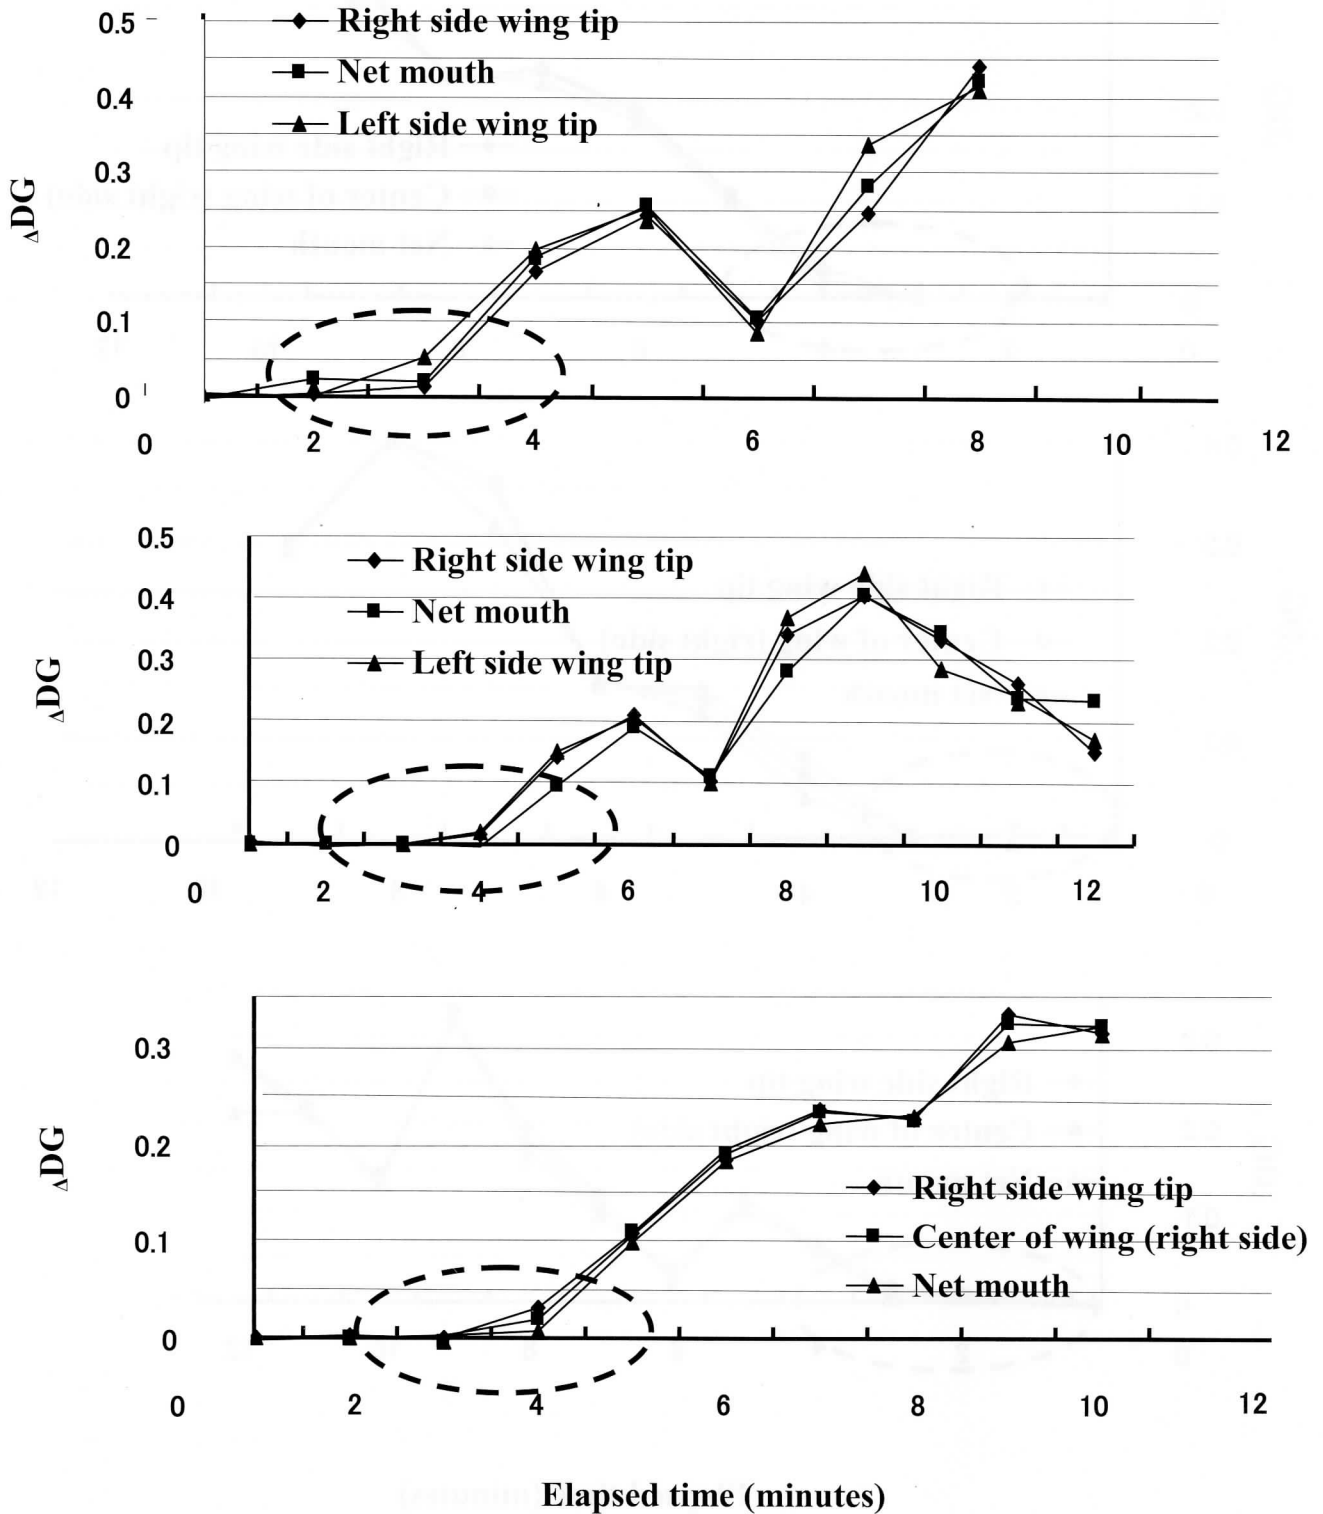 0.5
Right side wing tip
Net mouth
0.4
Left side wing tip
0.3
ΔDG
0.2
0.1
0
0 2 4 6 8 10 12
0.5
Right side wing tip
0.4
Net mouth
0.3
Left side wing tip
ΔDG
0.2
0.1
0
0 2 4 6 8 10 12
0.3
ΔDG
0.2
Right side wing tip
0.1
Center of wing (right side)
Net mouth
0
0 2 4 6 8 10 12
Elapsed time (minutes)